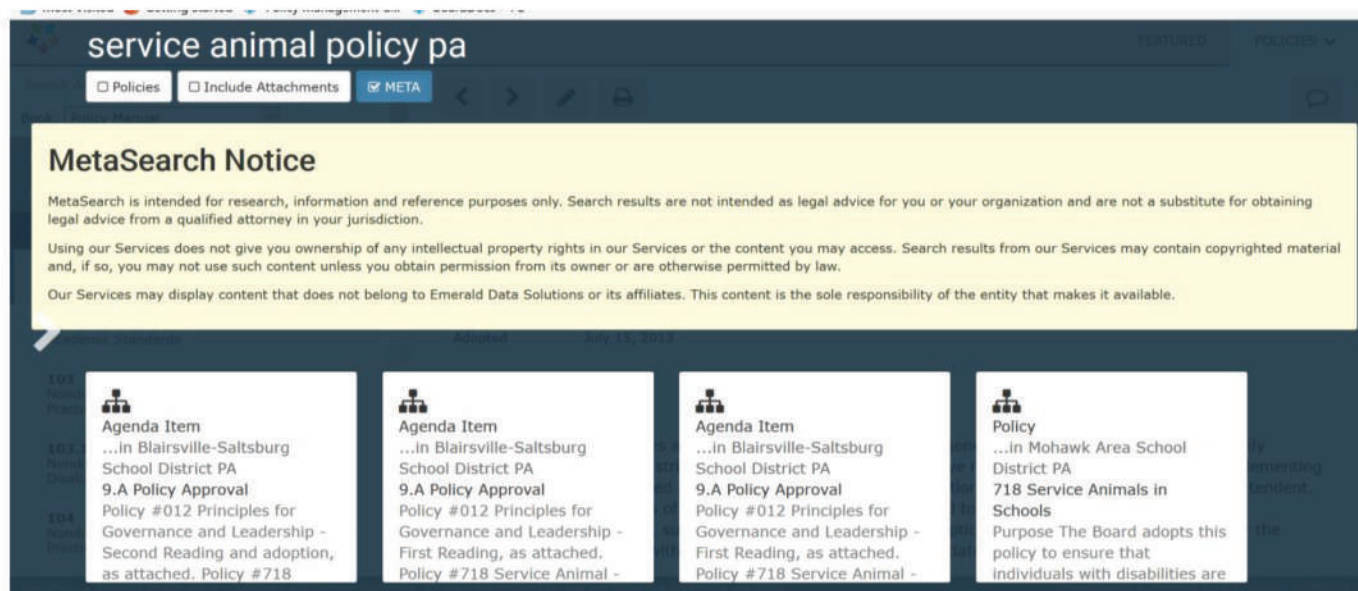 service animal policy pa
FEATURED
POLICIES
Policies
Include Attachments
META
Policy Manual
MetaSearch Notice
MetaSearch is intended for research, information and reference purposes only. Search results are not intended as legal advice for you or your organization and are not a substitute for obtaining
legal advice from a qualified attorney in your jurisdiction.
Using our Services does not give you ownership of any intellectual property rights in our Services or the content you may access. Search results from our Services may contain copyrighted material
and, if so, you may not use such content unless you obtain permission from its owner or are otherwise permitted by law.
Our Services may display content that does not belong to Emerald Data Solutions or its affiliates. This content is the sole responsibility of the entity that makes it available.
Academic Standards
Adopted July 15, 2013
103
104
Agenda Item
...in Blairsville-Saltsburg
School District PA
9.A Policy Approval
Policy #012 Principles for
Governance and Leadership -
Second Reading and adoption,
as attached. Policy #718
Agenda Item
...in Blairsville-Saltsburg
School District PA
9.A Policy Approval
Policy #012 Principles for
Governance and Leadership -
First Reading, as attached.
Policy #718 Service Animal -
Agenda Item
...in Blairsville-Saltsburg
School District PA
9.A Policy Approval
Policy #012 Principles for
Governance and Leadership -
First Reading, as attached.
Policy #718 Service Animal -
Policy
...in Mohawk Area School
District PA
718 Service Animals in
Schools
Purpose The Board adopts this
policy to ensure that
individuals with disabilities are